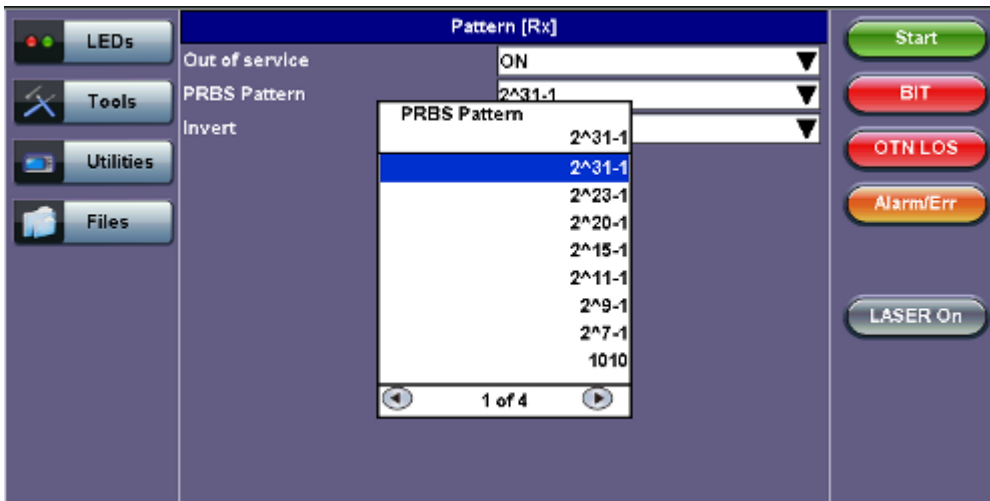 LEDs
Tools
Utilities
Files
Pattern [Rx]
Out of service
ON
PRBS Pattern
2^31-1
Invert
PRBS Pattern
2^31-1
2^31-1
2^23-1
2^20-1
2^15-1
2^11-1
2^9-1
2^7-1
1010
1 of 4
Start
BIT
OTN LOS
Alarm/Err
LASER On